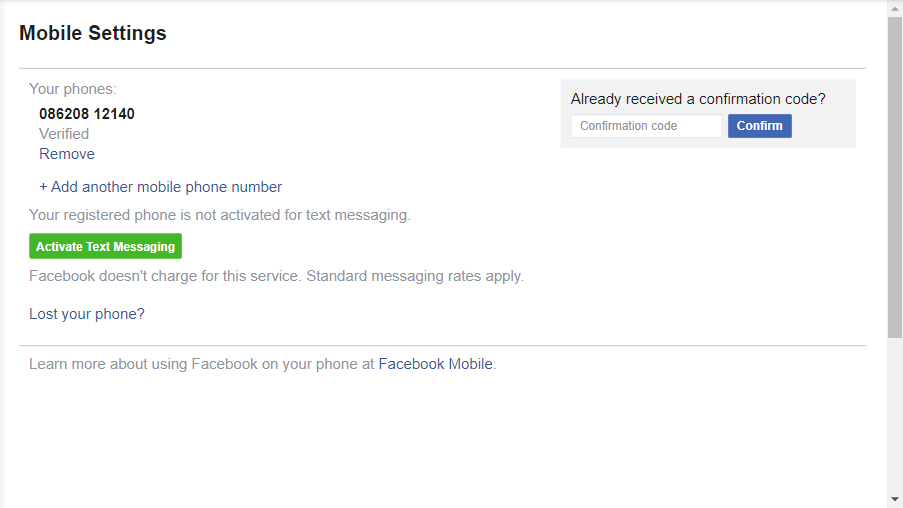 Mobile Settings
Your phones:
086208 12140
Verified
Remove
+ Add another mobile phone number
Your registered phone is not activated for text messaging.
Activate Text Messaging
Facebook doesn't charge for this service. Standard messaging rates apply.
Lost your phone?
Already received a confirmation code?
Confirmation code Confirm
Learn more about using Facebook on your phone at Facebook Mobile.